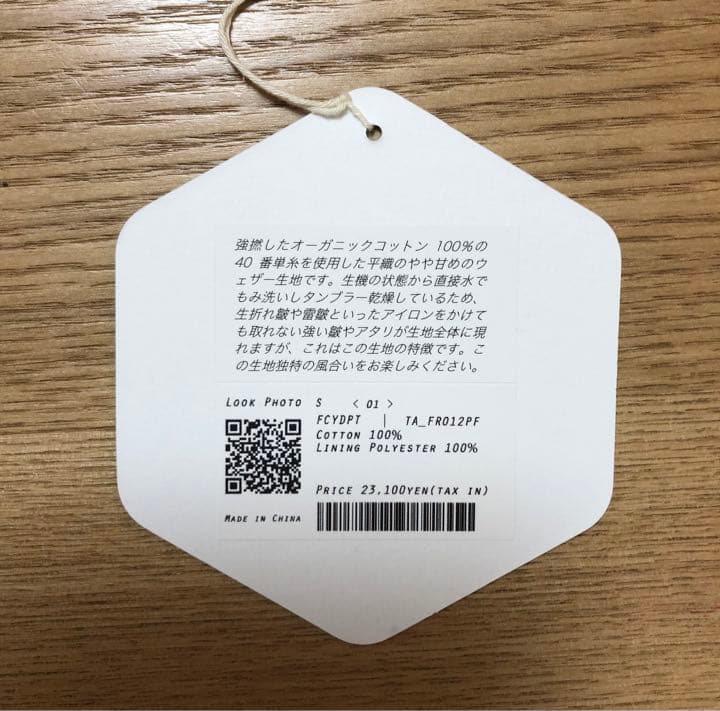 強撚したオーガニックコットン 100%の
40 番単糸を使用した平織のやや甘めのウ
ェザー生地です。生機の状態から直接水で
もみ洗いしタンブラー乾燥しているため、
生折れ皺や雷皺といったアイロンをかけて
も取れない強い皺やアタリが生地全体に現
れますが、これはこの生地の特徴です。こ
の生地独特の風合いをお楽しみください。
LOOK PHOTO S < 01 >
FCYDPT | TA_FR012PF
COTTON 100%
LINING POLYESTER 100%
PRICE 23,100YEN(TAX IN)
MADE IN CHINA